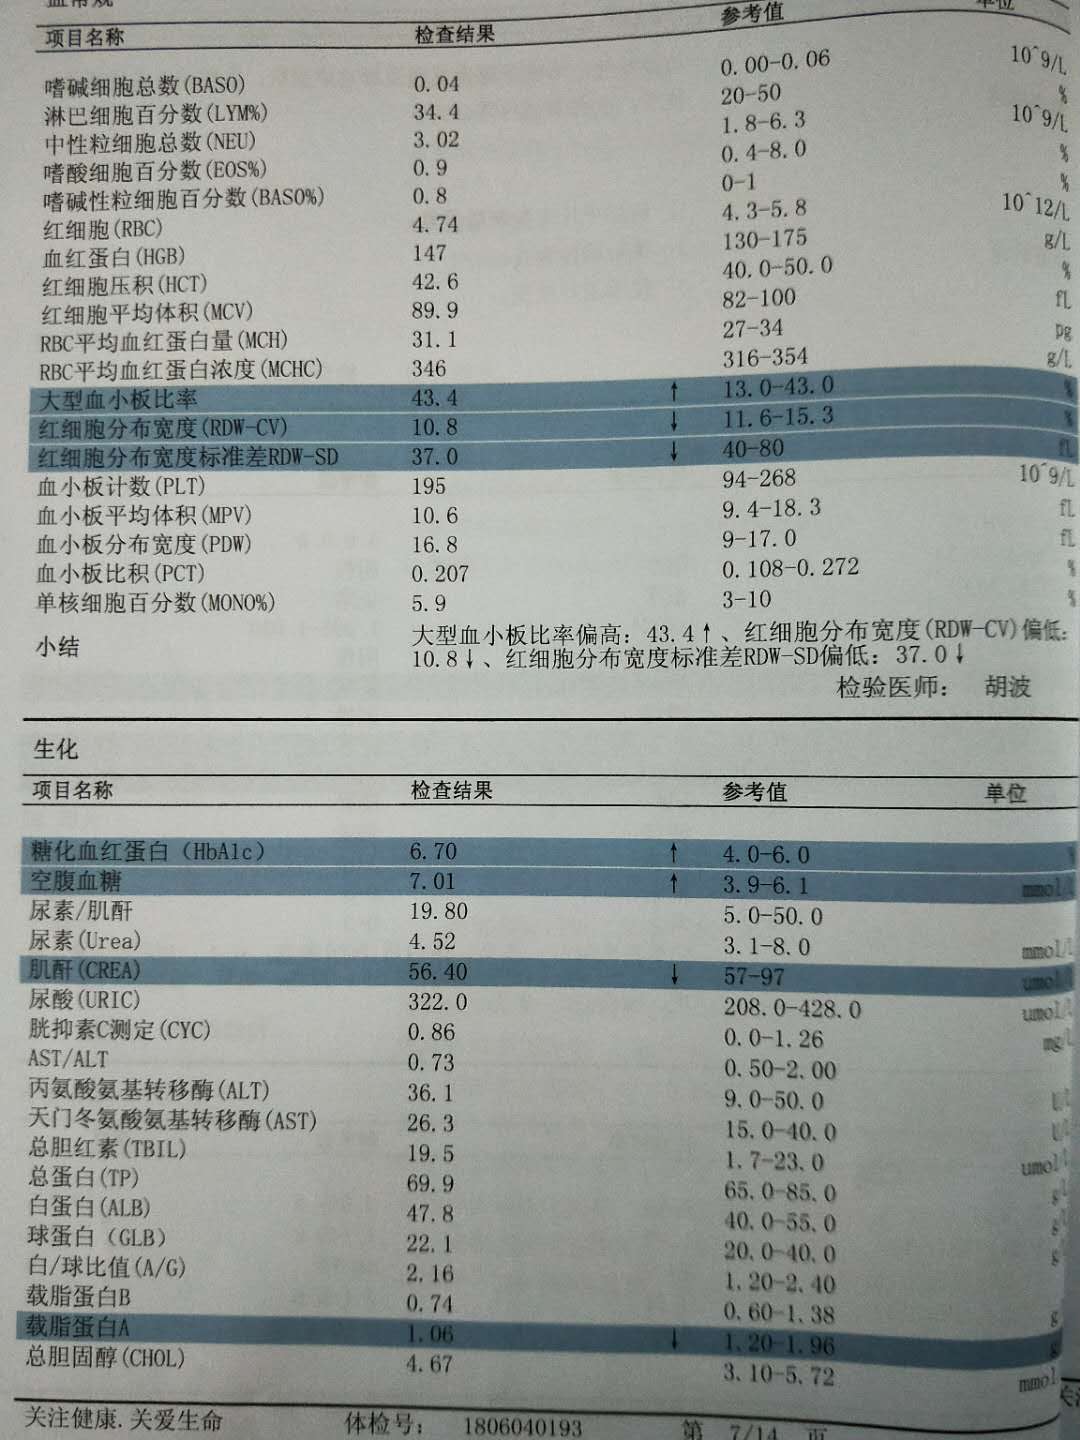 血常规
项目名称 检查结果 参考值 单位
嗜碱细胞总数(BASO) 0.04 0.00-0.06 10^9/L
淋巴细胞百分数(LYM%) 34.4 20-50 %
中性粒细胞总数(NEU) 3.02 1.8-6.3 10^9/L
嗜酸细胞百分数(EOS%) 0.9 0.4-8.0 %
嗜碱性粒细胞百分数(BASO%) 0.8 0-1 %
红细胞(RBC) 4.74 4.3-5.8 10^12/L
血红蛋白(HGB) 147 130-175 g/L
红细胞压积(HCT) 42.6 40.0-50.0 %
红细胞平均体积(MCV) 89.9 82-100 fL
RBC平均血红蛋白量(MCH) 31.1 27-34 pg
RBC平均血红蛋白浓度(MCHC) 346 316-354 g/L
大型血小板比率 43.4 ↑ 13.0-43.0 %
红细胞分布宽度(RDW-CV) 10.8 ↓ 11.6-15.3 %
红细胞分布宽度标准差RDW-SD 37.0 ↓ 40-80 fL
血小板计数(PLT) 195 94-268 10^9/L
血小板平均体积(MPV) 10.6 9.4-18.3 fL
血小板分布宽度(PDW) 16.8 9-17.0 fL
血小板比积(PCT) 0.207 0.108-0.272 %
单核细胞百分数(MONO%) 5.9 3-10 %
小结 大型血小板比率偏高：43.4↑、红细胞分布宽度(RDW-CV)偏低：
10.8↓、红细胞分布宽度标准差RDW-SD偏低：37.0↓
检验医师： 胡波
生化
项目名称 检查结果 参考值 单位
糖化血红蛋白（HbA1c） 6.70 ↑ 4.0-6.0
空腹血糖 7.01 ↑ 3.9-6.1 mmol/L
尿素/肌酐 19.80 5.0-50.0
尿素(Urea) 4.52 3.1-8.0 mmol/L
肌酐(CREA) 56.40 ↓ 57-97 umol/
尿酸(URIC) 322.0 208.0-428.0 umol/
胱抑素C测定(CYC) 0.86 0.0-1.26 mg/
AST/ALT 0.73 0.50-2.00
丙氨酸氨基转移酶(ALT) 36.1 9.0-50.0 U/
天门冬氨酸氨基转移酶(AST) 26.3 15.0-40.0 U/
总胆红素(TBIL) 19.5 1.7-23.0 umol/
总蛋白(TP) 69.9 65.0-85.0 g/
白蛋白(ALB) 47.8 40.0-55.0 g/
球蛋白（GLB) 22.1 20.0-40.0 g
白/球比值(A/G) 2.16 1.20-2.40
载脂蛋白B 0.74 0.60-1.38 g
载脂蛋白A 1.06 ↓ 1.20-1.96 g
总胆固醇(CHOL) 4.67 3.10-5.72 mmol
关注健康.关爱生命 体检号： 1806040193 第 7/14 页